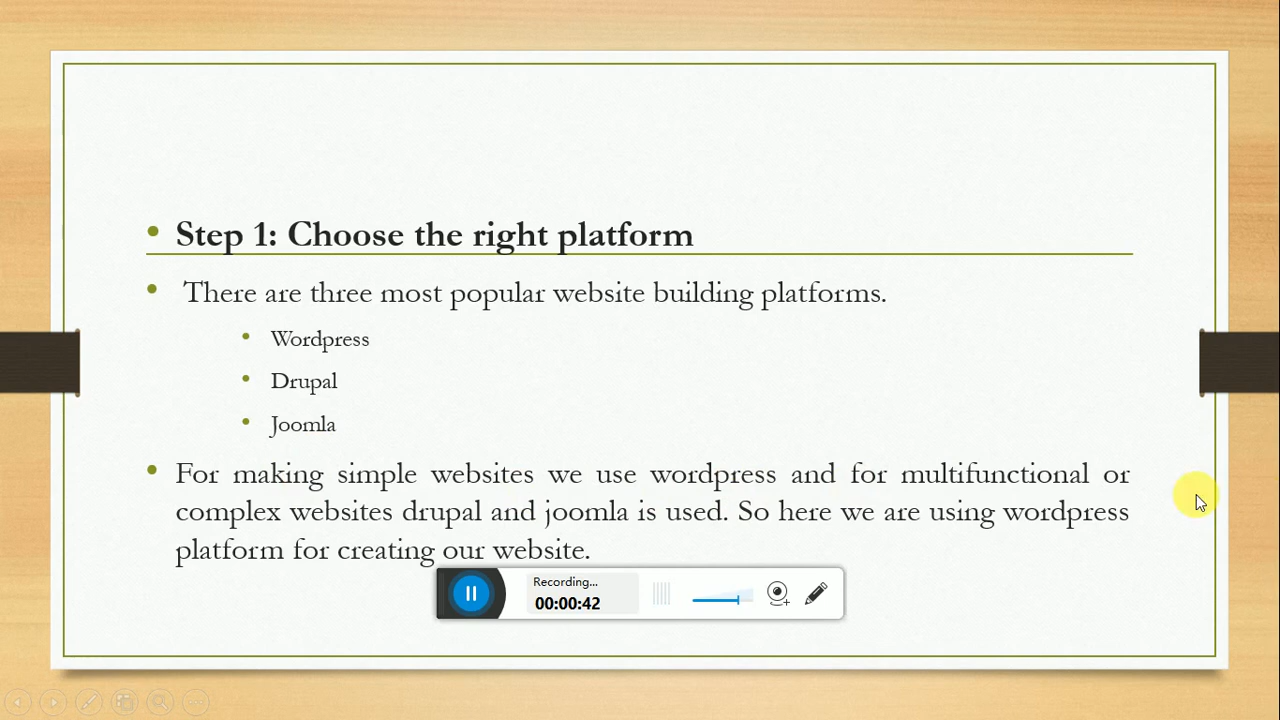 Step 1: Choose the right platform
There are three most popular website building platforms.
Wordpress
Drupal
Joomla
For making simple websites we use wordpress and for multifunctional or
complex websites drupal and joomla is used. So here we are using wordpress
platform for creating our website.
Recording...
00:00:42